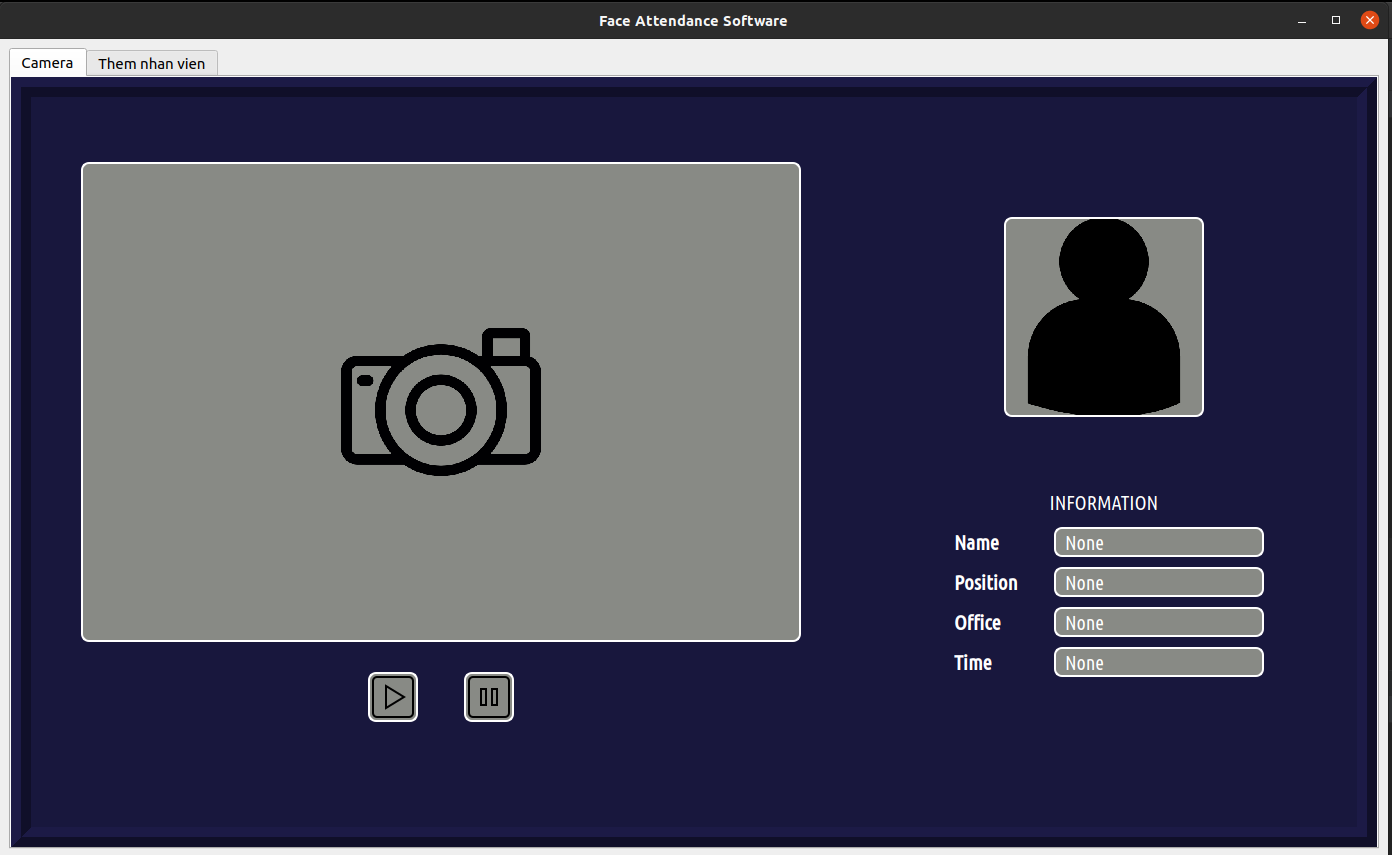 Face Attendance Software
Camera
Them nhan vien
INFORMATION
Name None
Position None
Office None
Time None